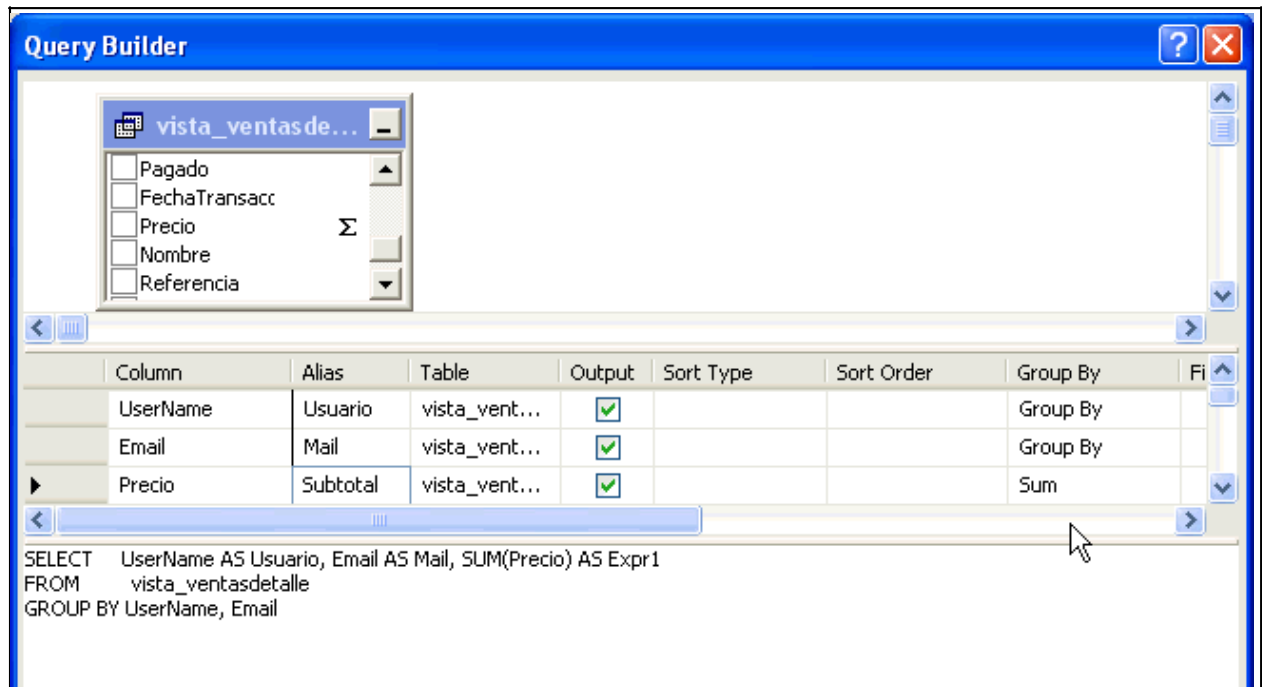 Query Builder
vista_ventasde...
Pagado
FechaTransacc
Precio Σ
Nombre
Referencia
Column Alias Table Output Sort Type Sort Order Group By Fi
UserName Usuario vista_vent... Group By
Email Mail vista_vent... Group By
Precio Subtotal vista_vent... Sum
SELECT UserName AS Usuario, Email AS Mail, SUM(Precio) AS Expr1
FROM vista_ventasdetalle
GROUP BY UserName, Email